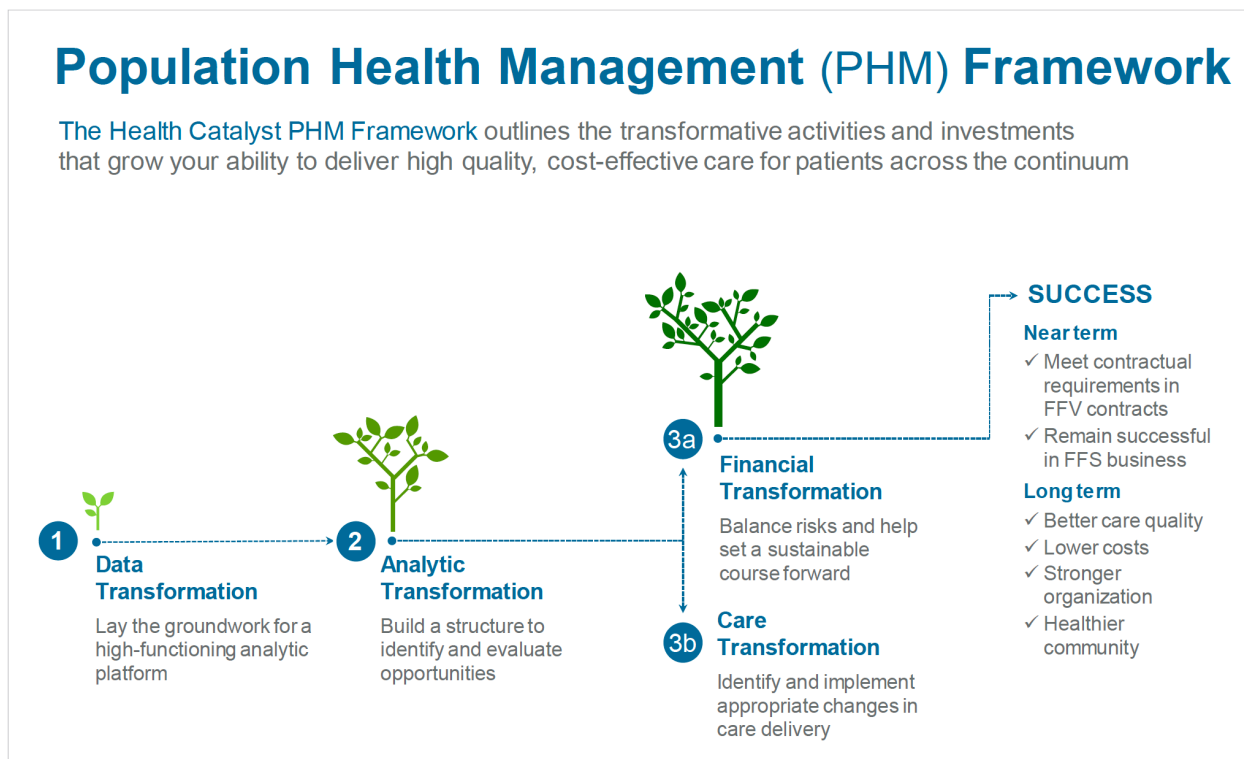 Population Health Management (PHM) Framework
The Health Catalyst PHM Framework outlines the transformative activities and investments
that grow your ability to deliver high quality, cost-effective care for patients across the continuum
1
Data
Transformation
Lay the groundwork for a
high-functioning analytic
platform
2
Analytic
Transformation
Build a structure to
identify and evaluate
opportunities
3a
Financial
Transformation
Balance risks and help
set a sustainable
course forward
3b
Care
Transformation
Identify and implement
appropriate changes in
care delivery
SUCCESS
Near term
✓ Meet contractual
requirements in
FFV contracts
✓ Remain successful
in FFS business
Long term
✓ Better care quality
✓ Lower costs
✓ Stronger
organization
✓ Healthier
community